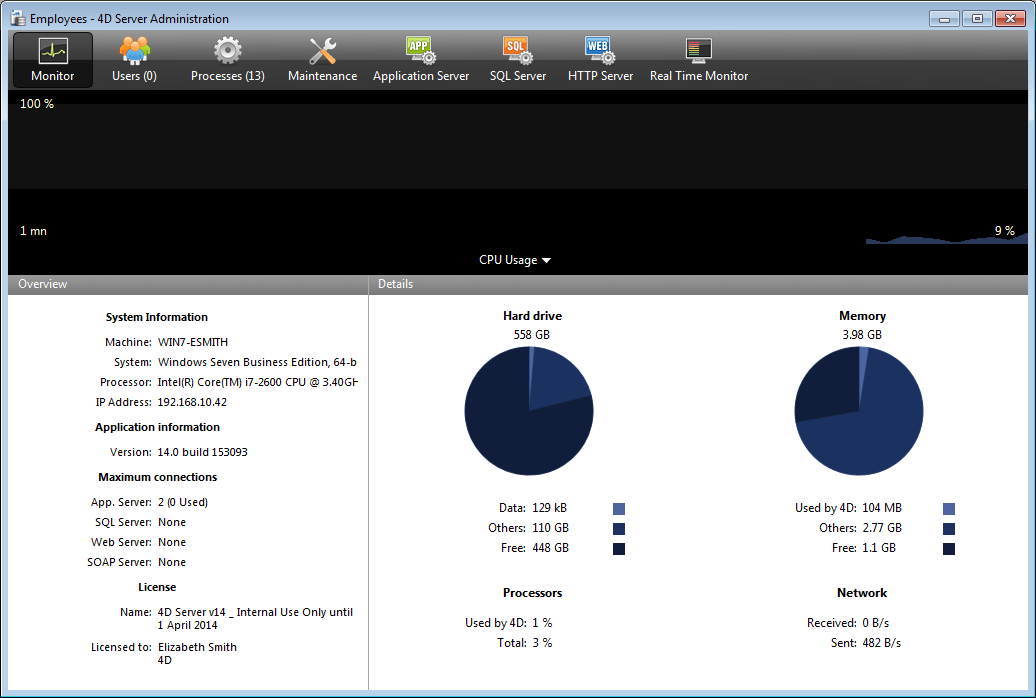 Employees - 4D Server Administration
Monitor
Users (0)
Processes (13)
Maintenance
APP
Application Server
SQL
SQL Server
WEB
HTTP Server
Real Time Monitor
100 %
1 mn
9 %
CPU Usage
Overview
Details
System Information
Machine: WIN7-ESMITH
System: Windows Seven Business Edition, 64-b
Processor: Intel(R) Core(TM) i7-2600 CPU @ 3.40GH
IP Address: 192.168.10.42
Application information
Version: 14.0 build 153093
Maximum connections
App. Server: 2 (0 Used)
SQL Server: None
Web Server: None
SOAP Server: None
License
Name: 4D Server v14 _ Internal Use Only until
1 April 2014
Licensed to: Elizabeth Smith
4D
Hard drive
558 GB
Data: 129 kB
Others: 110 GB
Free: 448 GB
Memory
3.98 GB
Used by 4D: 104 MB
Others: 2.77 GB
Free: 1.1 GB
Processors
Used by 4D: 1 %
Total: 3 %
Network
Received: 0 B/s
Sent: 482 B/s